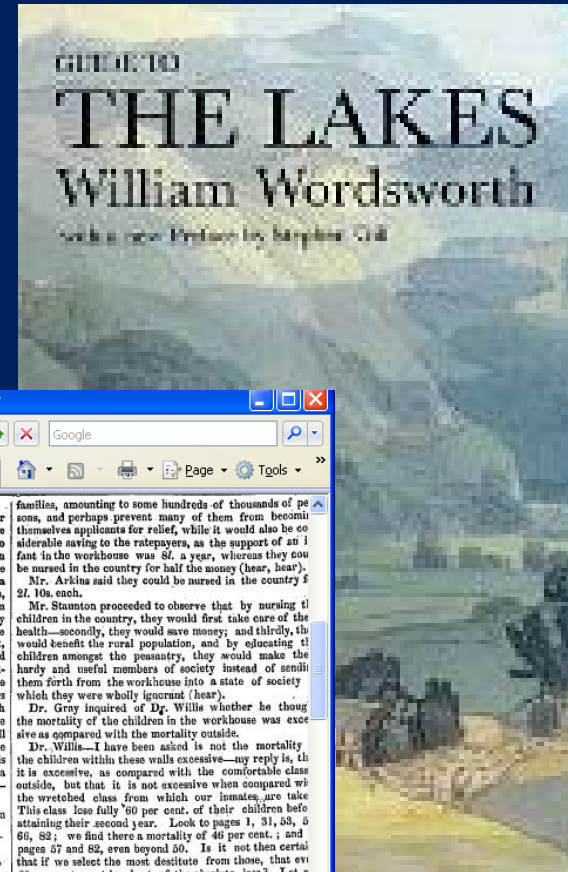 GUIDE TO
THE LAKES
William Wordsworth
with a new Preface by Stephen Gill
Google
Page
Tools
families, amounting to some hundreds of thousands of pe
sons, and perhaps prevent many of them from becomin
themselves applicants for relief, while it would also be co
siderable saving to the ratepayers, as the support of an i
fant in the workhouse was 8l. a year, whereas they cou
be nursed in the country for half the money (hear, hear).
Mr. Arkins said they could be nursed in the country f
2l. 10s. each.
Mr. Staunton proceeded to observe that by nursing t
children in the country, they would first take care of the
health—secondly, they would save money; and thirdly, the
would benefit the rural population, and by educating t
children amongst the peasantry, they would make the
hardy and useful members of society instead of sendi
them forth from the workhouse into a state of society
which they were wholly ignorant (hear).
Dr. Gray inquired of Dr. Willis whether he thoug
the mortality of the children in the workhouse was exce
sive as compared with the mortality outside.
Dr. Willis—I have been asked is not the mortality
the children within these walls excessive—my reply is, th
it is excessive, as compared with the comfortable class
outside, but that it is not excessive when compared wi
the wretched class from which our inmates are take
This class lose fully 60 per cent. of their children befo
attaining their second year. Look to pages 1, 31, 53, 5
66, 82; we find there a mortality of 46 per cent.; and
pages 57 and 82, even beyond 50. Is it not then certai
that if we select the most destitute from those, that eve